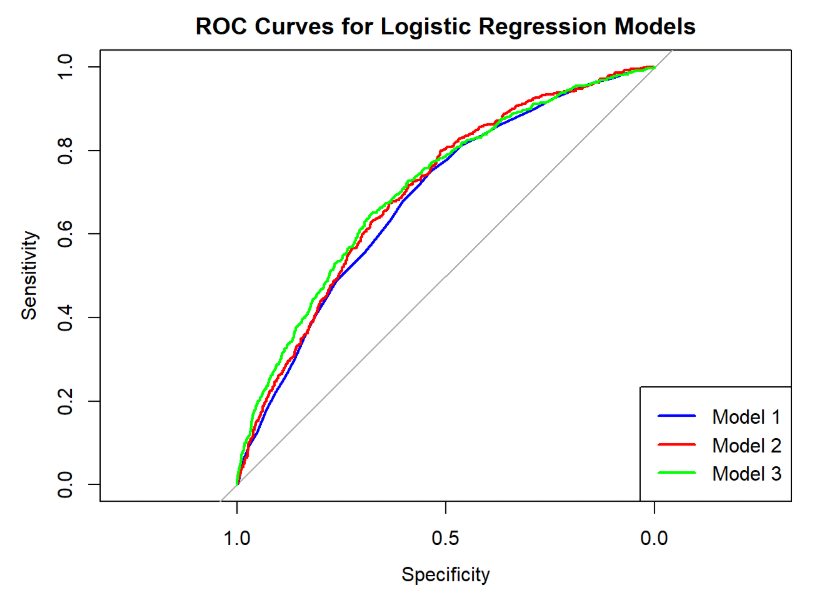 ROC Curves for Logistic Regression Models
Sensitivity
1.0
0.8
0.6
0.4
0.2
0.0
Model 1
Model 2
Model 3
1.0 0.5 0.0
Specificity